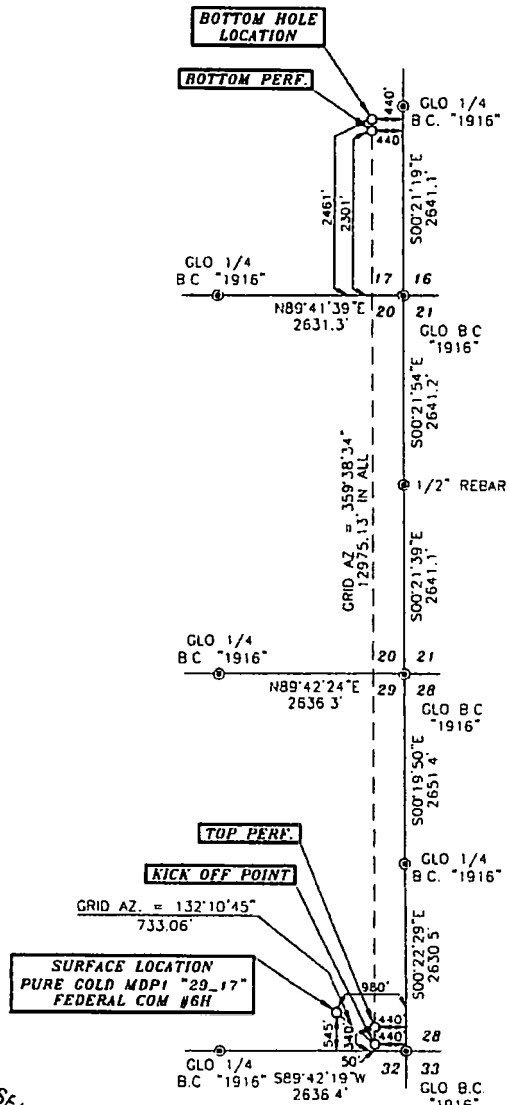 BOTTOM HOLE
LOCATION
BOTTOM PERF.
440'
GLO 1/4
B C. "1916"
440'
S00°21'19"E
2641.1'
2461'
2301'
GLO 1/4
B C "1916"
17
16
N89°41'39"E
2631.3'
20
21
GLO B C
"1916"
S00°21'54"E
2641.2'
1/2" REBAR
GRID AZ = 359°38'34"
12975.13' IN ALL
S00°21'39"E
2641.1'
GLO 1/4
B C "1916"
20
21
N89°42'24"E
2636 3'
29
28
GLO B C
"1916"
S00°19'50"E
2651 4'
TOP PERF.
GLO 1/4
B C. "1916"
KICK OFF POINT
GRID AZ. = 132°10'45"
733.06'
S00°22'29"E
2630.5'
SURFACE LOCATION
PURE GOLD MDP1 "29_17"
FEDERAL COM #6H
980'
545'
340'
440'
440'
50'
28
GLO 1/4
B.C "1916"
S89°42'19"W
2636 4'
32
33
GLO B.C.
"1916"